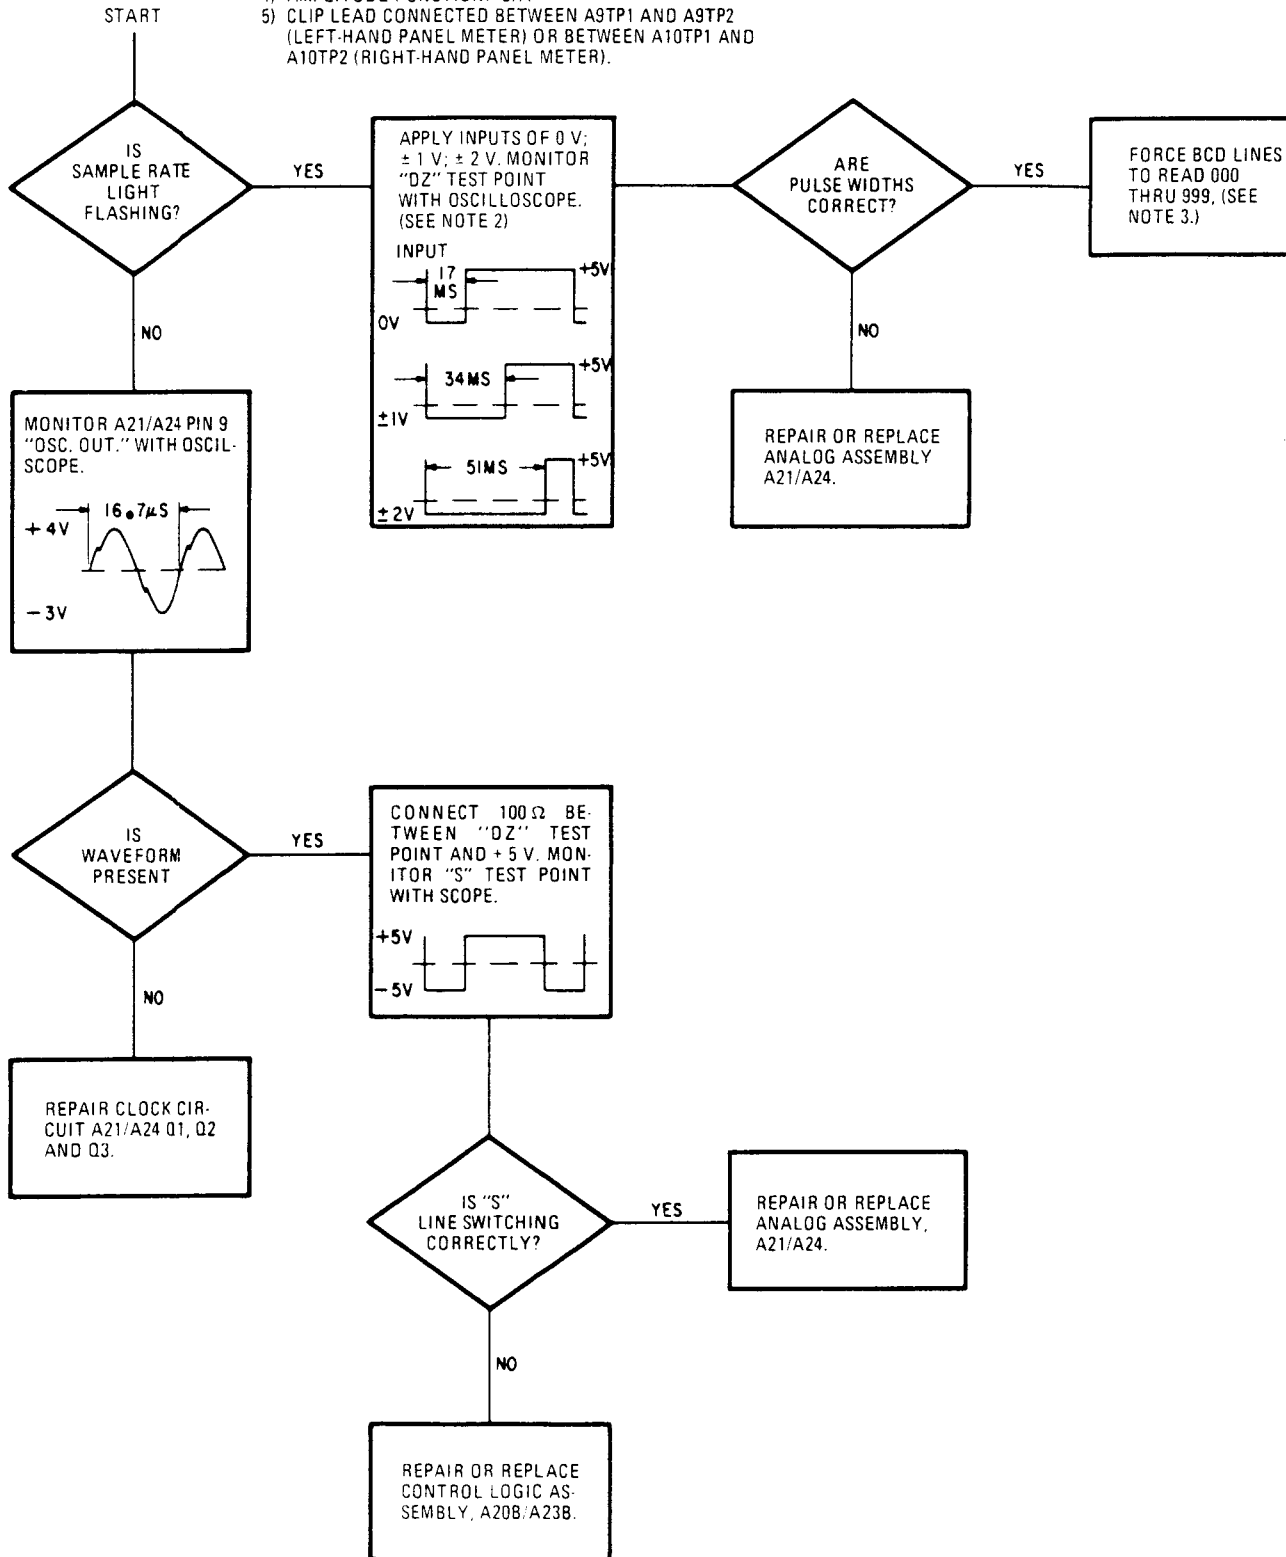 START
5) CLIP LEAD CONNECTED BETWEEN A9TP1 AND A9TP2
(LEFT-HAND PANEL METER) OR BETWEEN A10TP1 AND
A10TP2 (RIGHT-HAND PANEL METER).
IS
SAMPLE RATE
LIGHT
FLASHING?
YES
APPLY INPUTS OF 0 V;
± 1 V; ± 2 V. MONITOR
"DZ" TEST POINT
WITH OSCILLOSCOPE.
(SEE NOTE 2)
INPUT
17
MS
+5V
0V
34MS
+5V
±1V
51MS
+5V
±2V
ARE
PULSE WIDTHS
CORRECT?
YES
FORCE BCD LINES
TO READ 000
THRU 999, (SEE
NOTE 3.)
NO
REPAIR OR REPLACE
ANALOG ASSEMBLY
A21/A24.
NO
MONITOR A21/A24 PIN 9
"OSC. OUT." WITH OSCIL-
SCOPE.
16.7µS
+4V
-3V
IS
WAVEFORM
PRESENT
YES
CONNECT 100Ω BE-
TWEEN "DZ" TEST
POINT AND + 5 V. MON-
ITOR "S" TEST POINT
WITH SCOPE.
+5V
-5V
NO
REPAIR CLOCK CIR-
CUIT A21/A24 Q1, Q2
AND Q3.
IS "S"
LINE SWITCHING
CORRECTLY?
YES
REPAIR OR REPLACE
ANALOG ASSEMBLY,
A21/A24.
NO
REPAIR OR REPLACE
CONTROL LOGIC AS-
SEMBLY, A20B/A23B.